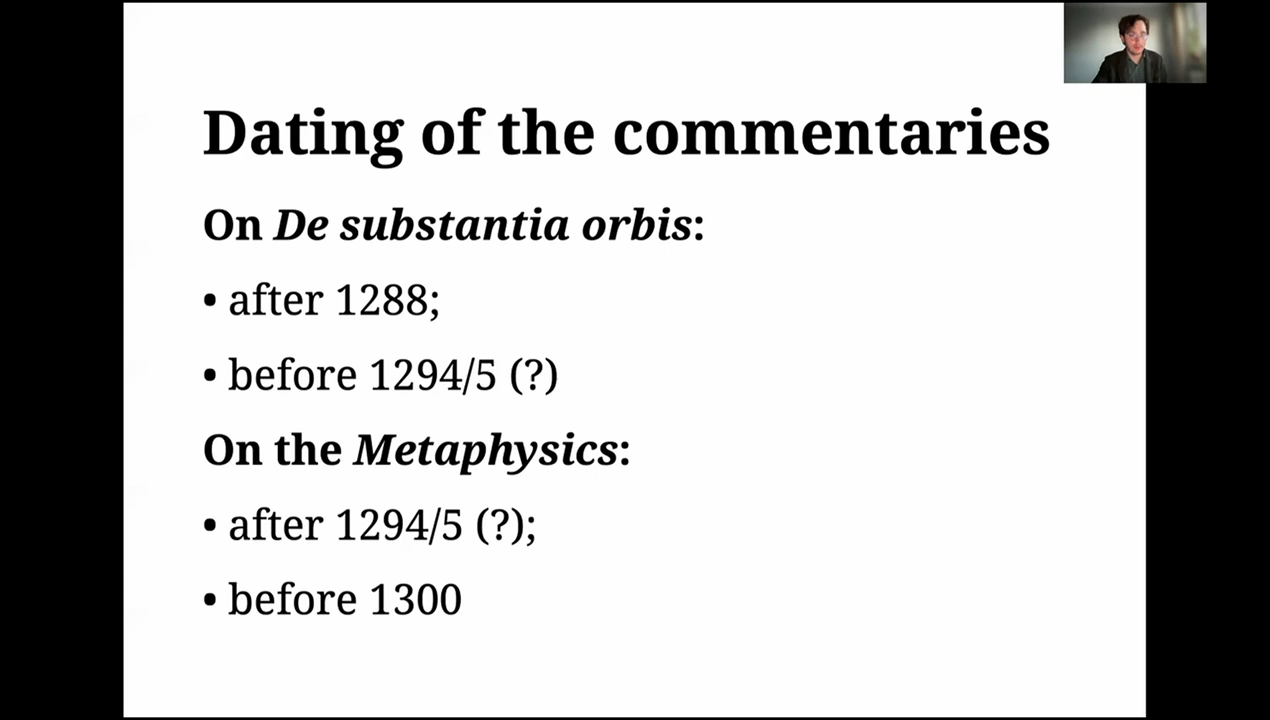 Dating of the commentaries
On De substantia orbis:
• after 1288;
• before 1294/5 (?)
On the Metaphysics:
• after 1294/5 (?);
• before 1300